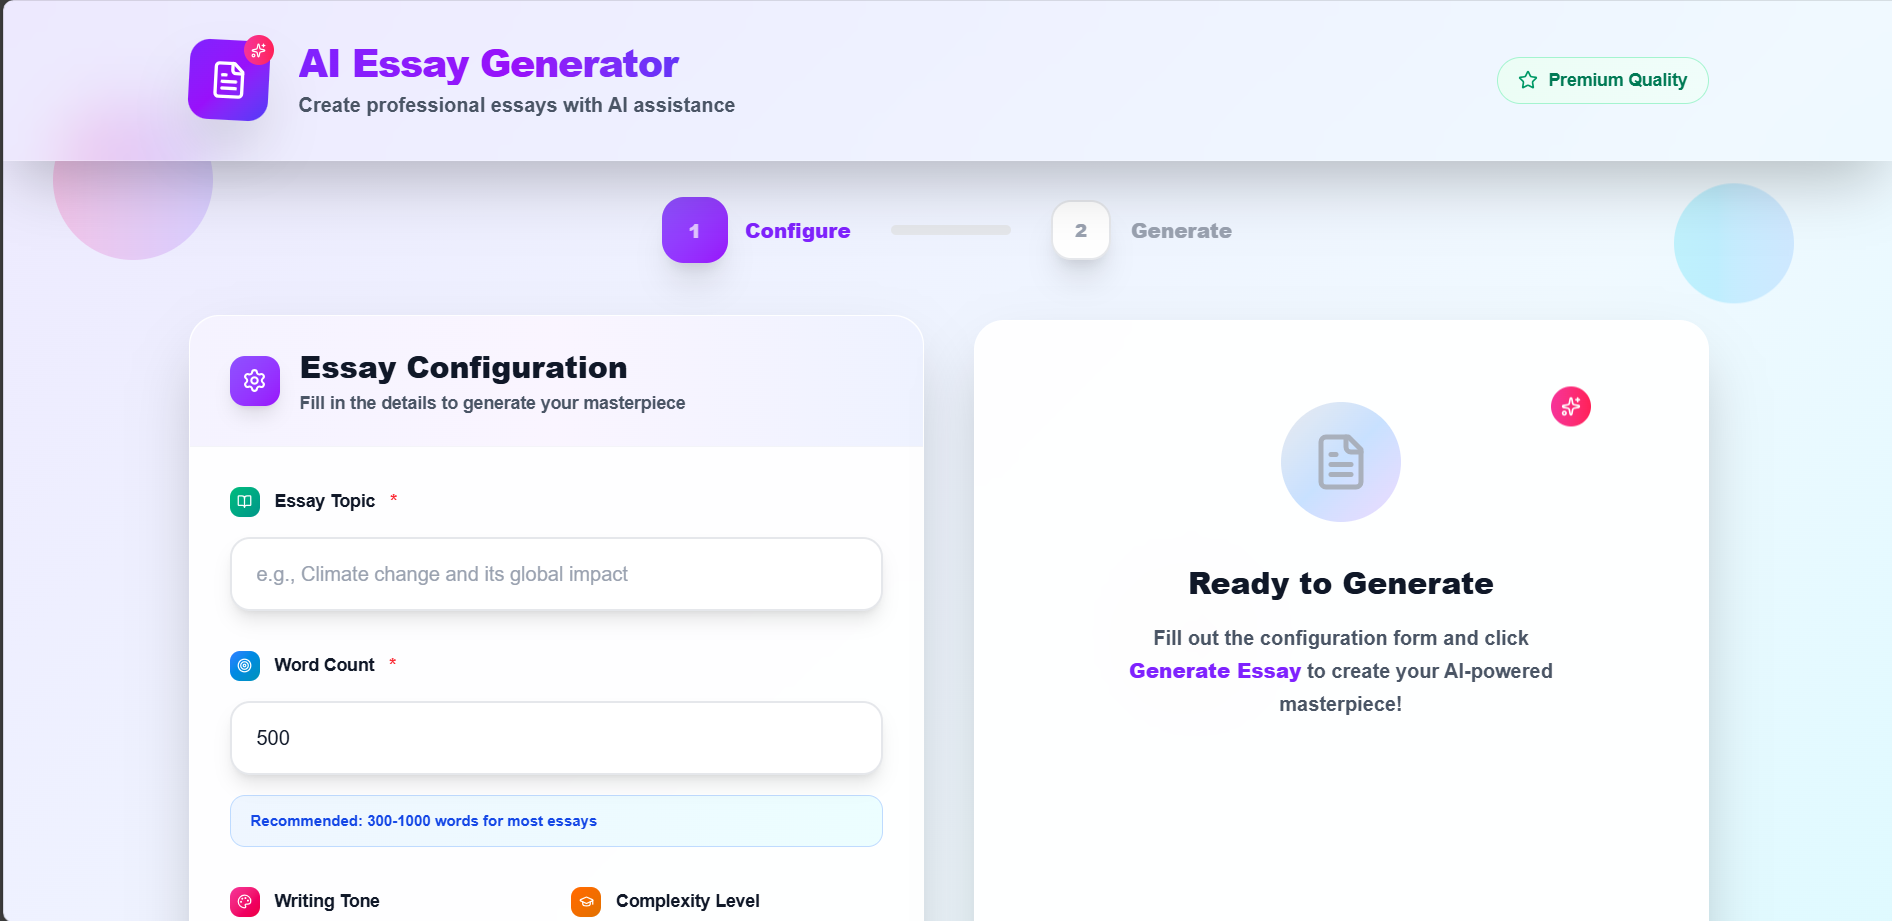 AI Essay Generator
Create professional essays with AI assistance
Premium Quality
1
Configure
2
Generate
Essay Configuration
Fill in the details to generate your masterpiece
Essay Topic *
e.g., Climate change and its global impact
Word Count *
500
Recommended: 300-1000 words for most essays
Writing Tone
Complexity Level
Ready to Generate
Fill out the configuration form and click
Generate Essay to create your AI-powered
masterpiece!